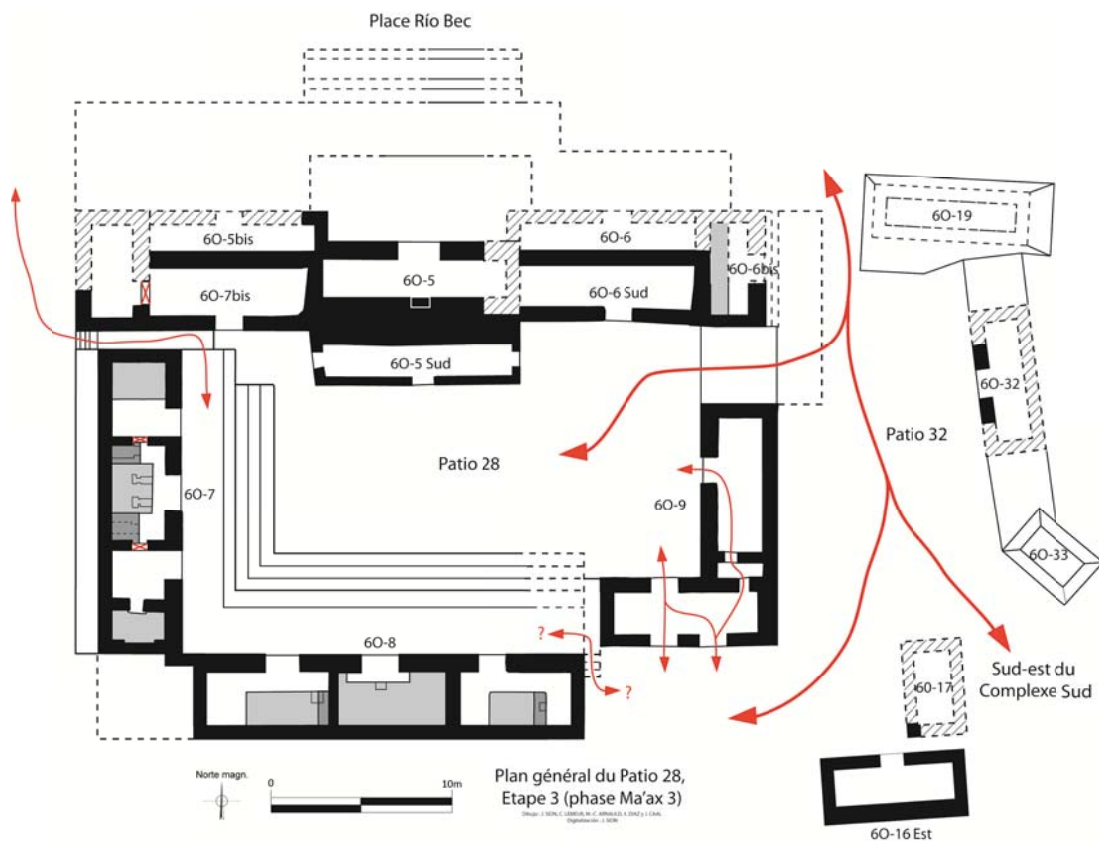 Place Río Bec
6O-19
6O-5bis
6O-6
6O-5
6O-6bis
6O-7bis
6O-6 Sud
6O-5 Sud
6O-32
Patio 32
Patio 28
6O-7
6O-9
6O-33
?
6O-8
?
6O-17
Sud-est du
Complexe Sud
Norte magn.
0
10m
Plan général du Patio 28,
Etape 3 (phase Ma'ax 3)
6O-16 Est